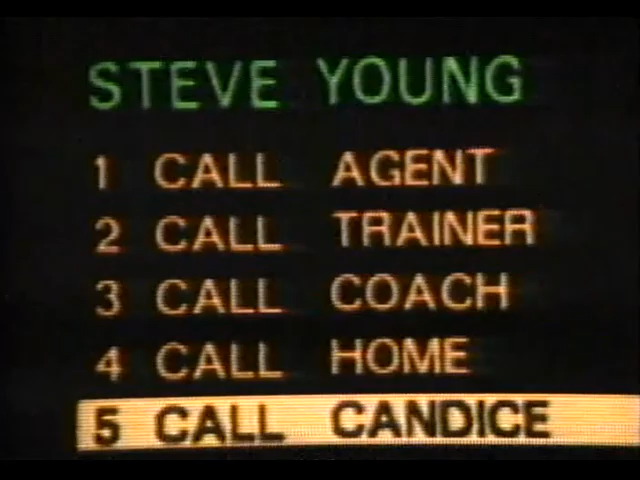 STEVE YOUNG
1 CALL AGENT
2 CALL TRAINER
3 CALL COACH
4 CALL HOME
5 CALL CANDICE